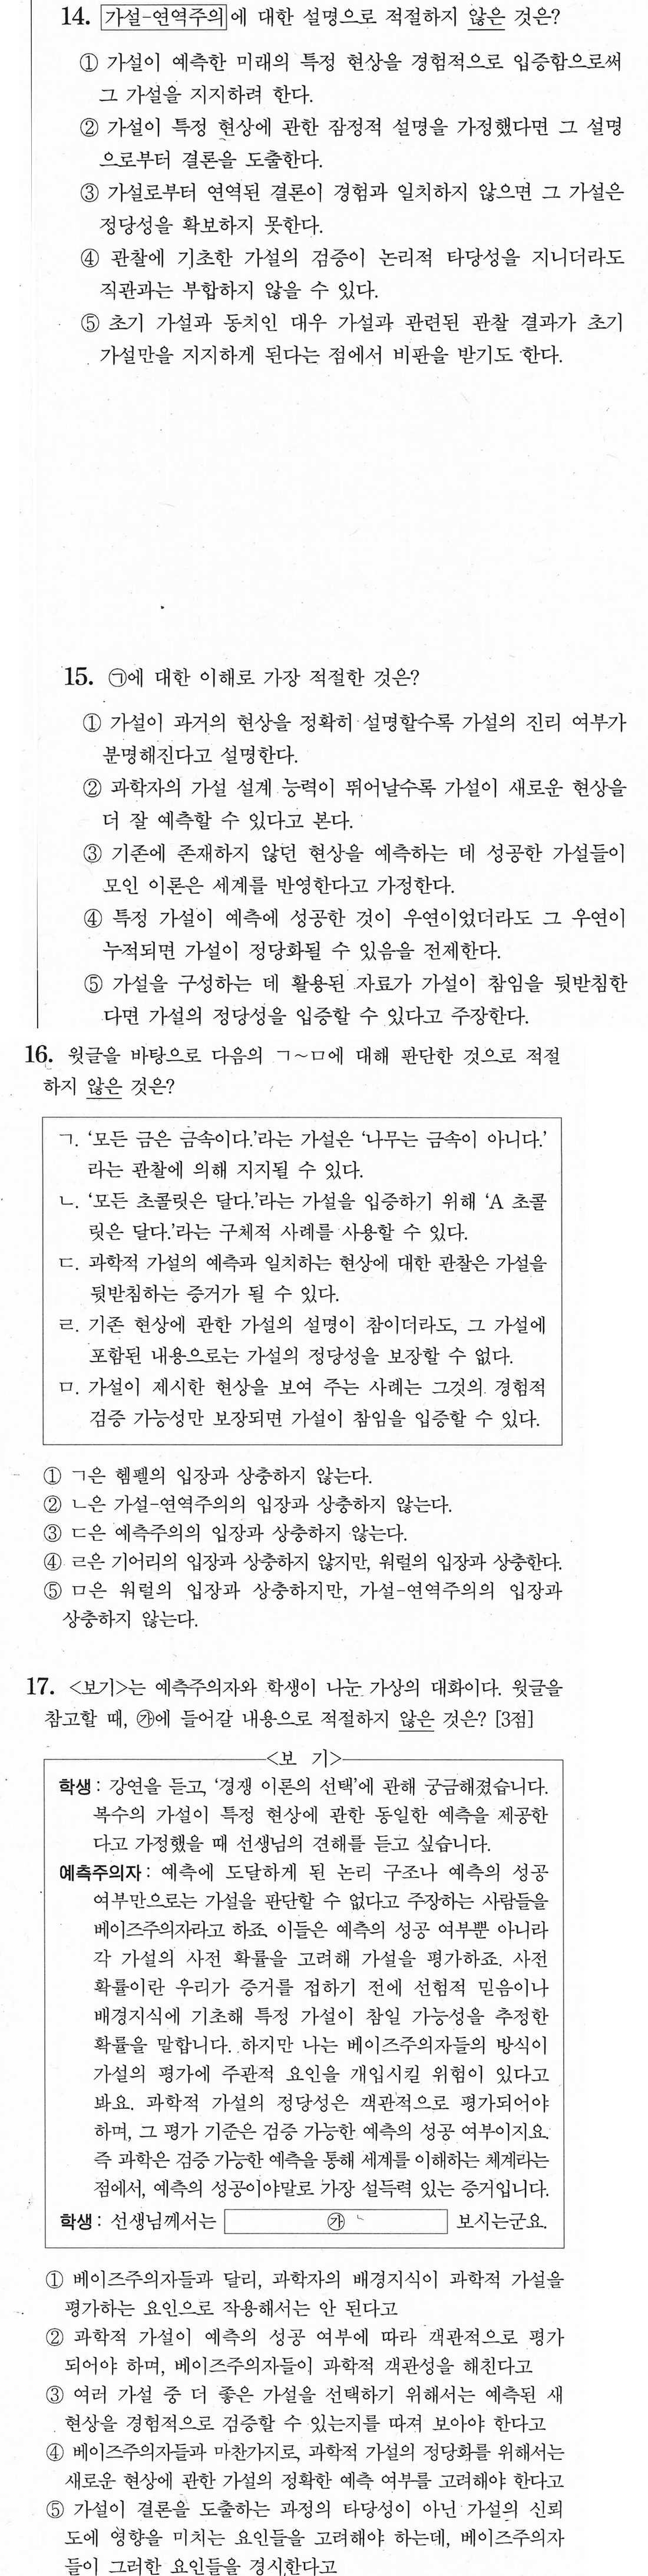 14. 가설-연역주의에 대한 설명으로 적절하지 않은 것은?
① 가설이 예측한 미래의 특정 현상을 경험적으로 입증함으로써
그 가설을 지지하려 한다.
② 가설이 특정 현상에 관한 잠정적 설명을 가정했다면 그 설명
으로부터 결론을 도출한다.
③ 가설로부터 연역된 결론이 경험과 일치하지 않으면 그 가설은
정당성을 확보하지 못한다.
④ 관찰에 기초한 가설의 검증이 논리적 타당성을 지니더라도
직관과는 부합하지 않을 수 있다.
⑤ 초기 가설과 동치인 대우 가설과 관련된 관찰 결과가 초기
가설만을 지지하게 된다는 점에서 비판을 받기도 한다.
15. ㉠에 대한 이해로 가장 적절한 것은?
① 가설이 과거의 현상을 정확히 설명할수록 가설의 진리 여부가
분명해진다고 설명한다.
② 과학자의 가설 설계 능력이 뛰어날수록 가설이 새로운 현상을
더 잘 예측할 수 있다고 본다.
③ 기존에 존재하지 않던 현상을 예측하는 데 성공한 가설들이
모인 이론은 세계를 반영한다고 가정한다.
④ 특정 가설이 예측에 성공한 것이 우연이었더라도 그 우연이
누적되면 가설이 정당화될 수 있음을 전제한다.
⑤ 가설을 구성하는 데 활용된 자료가 가설이 참임을 뒷받침한
다면 가설의 정당성을 입증할 수 있다고 주장한다.
16. 윗글을 바탕으로 다음의 ㄱ~ㅁ에 대해 판단한 것으로 적절
하지 않은 것은?
ㄱ. ‘모든 금은 금속이다.’라는 가설은 ‘나무는 금속이 아니다.’
라는 관찰에 의해 지지될 수 있다.
ㄴ. ‘모든 초콜릿은 달다.’라는 가설을 입증하기 위해 ‘A 초콜
릿은 달다.’라는 구체적 사례를 사용할 수 있다.
ㄷ. 과학적 가설의 예측과 일치하는 현상에 대한 관찰은 가설을
뒷받침하는 증거가 될 수 있다.
ㄹ. 기존 현상에 관한 가설의 설명이 참이더라도, 그 가설에
포함된 내용으로는 가설의 정당성을 보장할 수 없다.
ㅁ. 가설이 제시한 현상을 보여 주는 사례는 그것의 경험적
검증 가능성만 보장되면 가설이 참임을 입증할 수 있다.
① ㄱ은 헴펠의 입장과 상충하지 않는다.
② ㄴ은 가설-연역주의의 입장과 상충하지 않는다.
③ ㄷ은 예측주의의 입장과 상충하지 않는다.
④ ㄹ은 기어리의 입장과 상충하지 않지만, 워럴의 입장과 상충한다.
⑤ ㅁ은 워럴의 입장과 상충하지만, 가설-연역주의의 입장과
상충하지 않는다.
17. <보기>는 예측주의자와 학생이 나눈 가상의 대화이다. 윗글을
참고할 때, ㉮에 들어갈 내용으로 적절하지 않은 것은? [3점]
<보 기>
학생 : 강연을 듣고, ‘경쟁 이론의 선택’에 관해 궁금해졌습니다.
복수의 가설이 특정 현상에 관한 동일한 예측을 제공한
다고 가정했을 때 선생님의 견해를 듣고 싶습니다.
예측주의자 : 예측에 도달하게 된 논리 구조나 예측의 성공
여부만으로는 가설을 판단할 수 없다고 주장하는 사람들을
베이즈주의자라고 하죠. 이들은 예측의 성공 여부뿐 아니라
각 가설의 사전 확률을 고려해 가설을 평가하죠. 사전
확률이란 우리가 증거를 접하기 전에 선험적 믿음이나
배경지식에 기초해 특정 가설이 참일 가능성을 추정한
확률을 말합니다. 하지만 나는 베이즈주의자들의 방식이
가설의 평가에 주관적 요인을 개입시킬 위험이 있다고
봐요. 과학적 가설의 정당성은 객관적으로 평가되어야
하며, 그 평가 기준은 검증 가능한 예측의 성공 여부이지요.
즉 과학은 검증 가능한 예측을 통해 세계를 이해하는 체계라는
점에서, 예측의 성공이야말로 가장 설득력 있는 증거입니다.
학생 : 선생님께서는 ㉮ 보시는군요.
① 베이즈주의자들과 달리, 과학자의 배경지식이 과학적 가설을
평가하는 요인으로 작용해서는 안 된다고
② 과학적 가설이 예측의 성공 여부에 따라 객관적으로 평가
되어야 하며, 베이즈주의자들이 과학적 객관성을 해친다고
③ 여러 가설 중 더 좋은 가설을 선택하기 위해서는 예측된 새
현상을 경험적으로 검증할 수 있는지를 따져 보아야 한다고
④ 베이즈주의자들과 마찬가지로, 과학적 가설의 정당화를 위해서는
새로운 현상에 관한 가설의 정확한 예측 여부를 고려해야 한다고
⑤ 가설이 결론을 도출하는 과정의 타당성이 아닌 가설의 신뢰
도에 영향을 미치는 요인들을 고려해야 하는데, 베이즈주의자
들이 그러한 요인들을 경시한다고